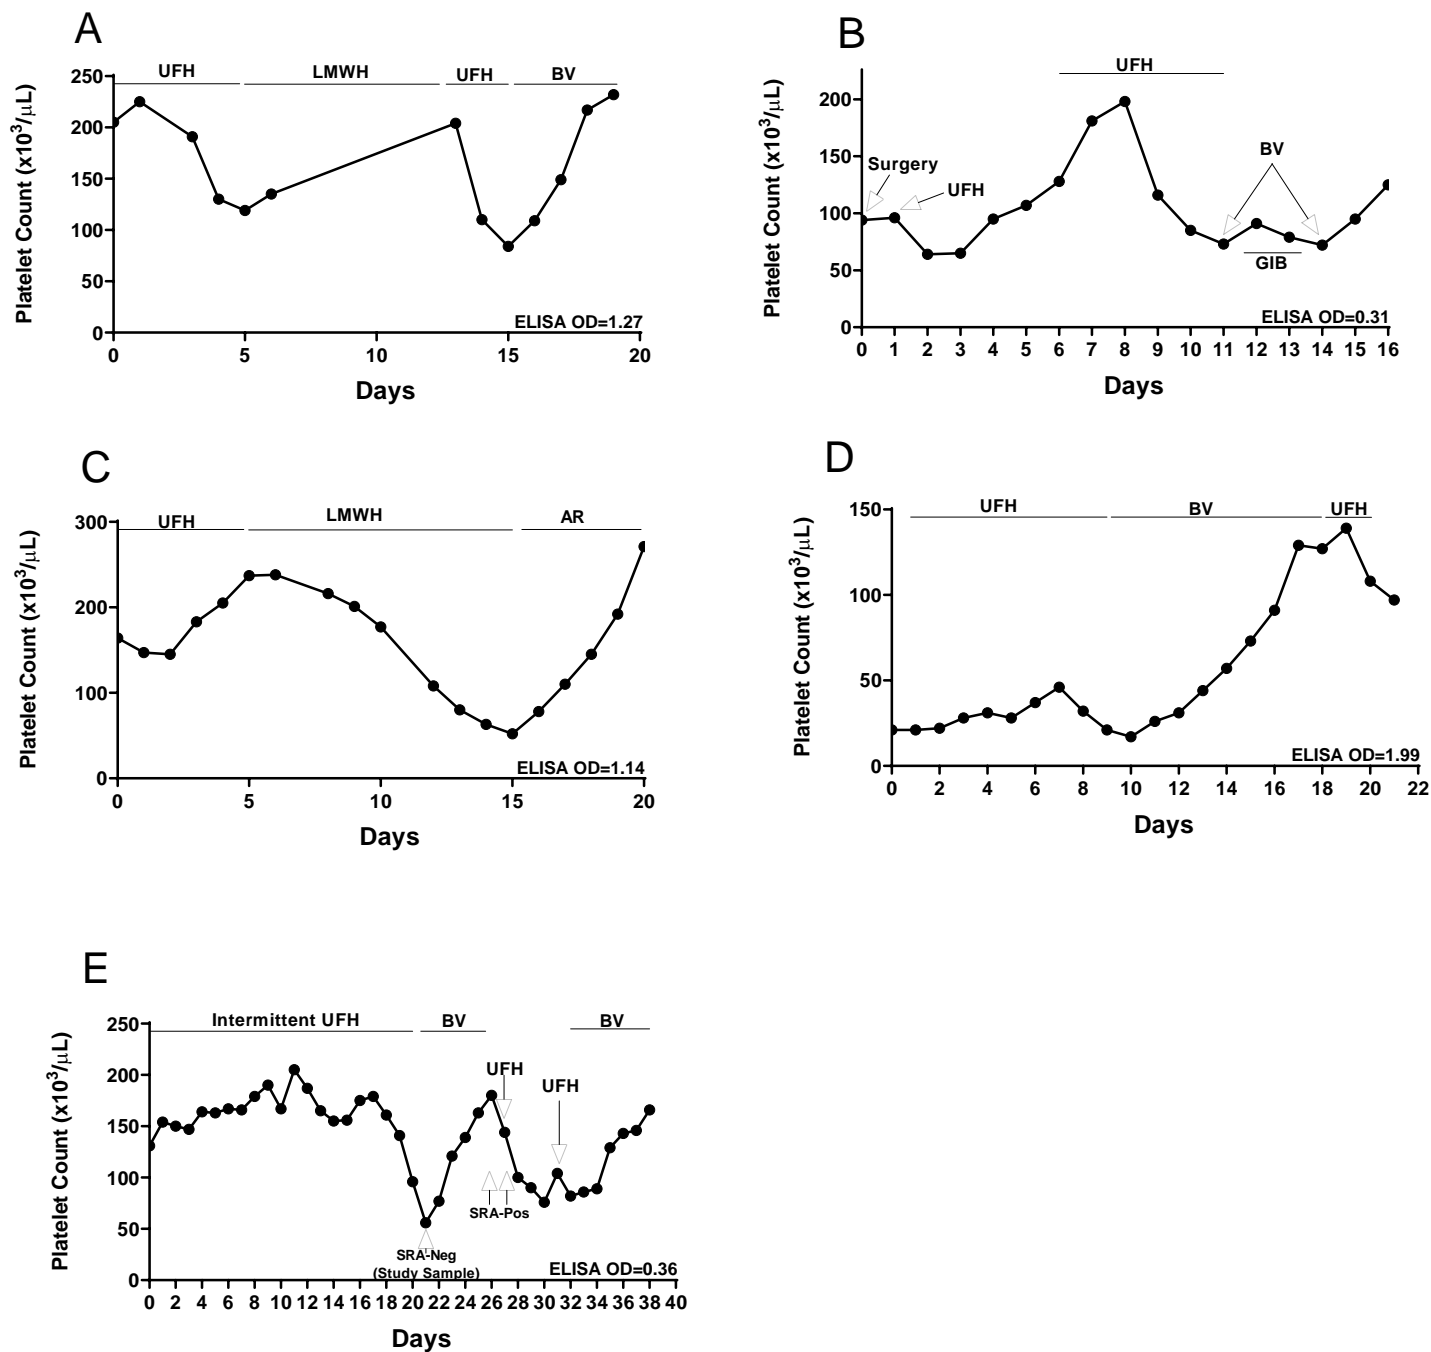 A
UFH LMWH UFH BV
Platelet Count (x10³/μL)
250
200
150
100
50
0
ELISA OD=1.27
0 5 10 15 20
Days
B
UFH
Platelet Count (x10³/μL)
200
150
100
50
0
Surgery
UFH
BV
GIB
ELISA OD=0.31
0 1 2 3 4 5 6 7 8 9 10 11 12 13 14 15 16
Days
C
UFH LMWH AR
Platelet Count (x10³/μL)
300
200
100
0
ELISA OD=1.14
0 5 10 15 20
Days
D
UFH BV UFH
Platelet Count (x10³/μL)
150
100
50
0
ELISA OD=1.99
0 2 4 6 8 10 12 14 16 18 19 20 22
Days
E
Intermittent UFH BV BV
Platelet Count (x10³/μL)
250
200
150
100
50
0
UFH
UFH
SRA-Pos
SRA-Neg
(Study Sample)
ELISA OD=0.36
0 2 4 6 8 10 12 14 16 18 20 22 24 26 28 30 32 34 36 38 40
Days